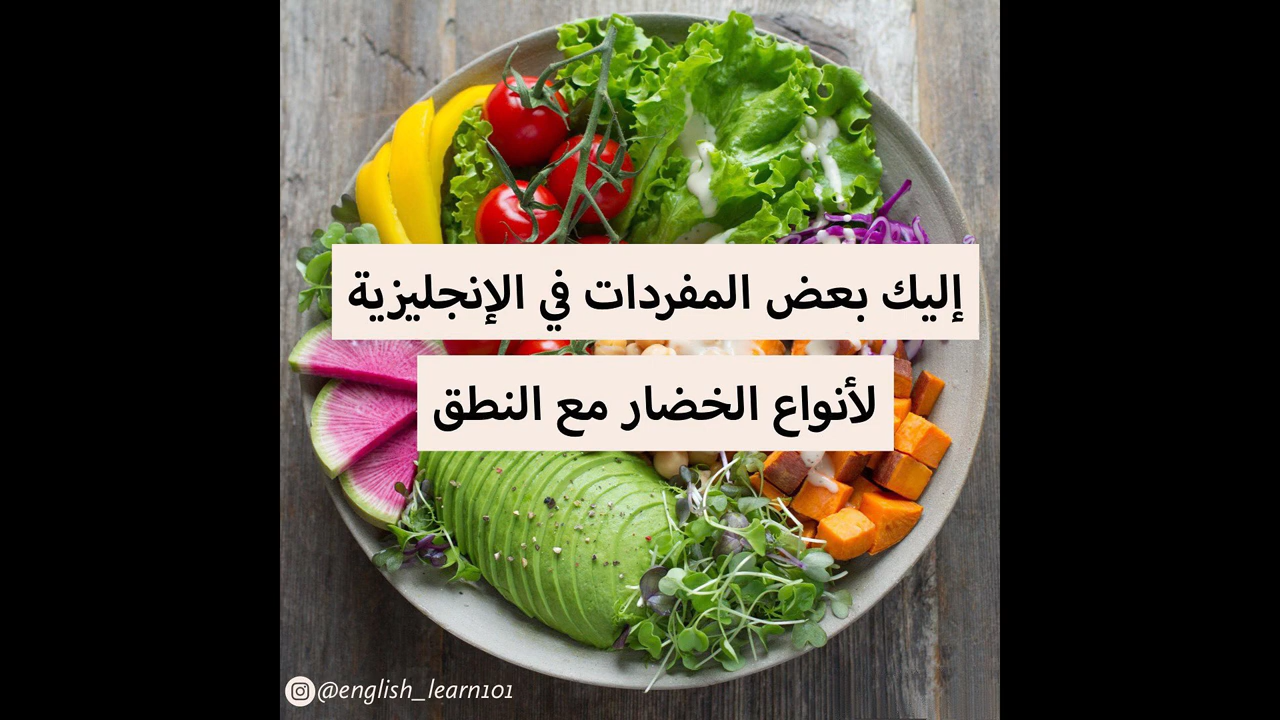 إليك بعض المفردات في الإنجليزية
لأنواع الخضار مع النطق
@english_learn101